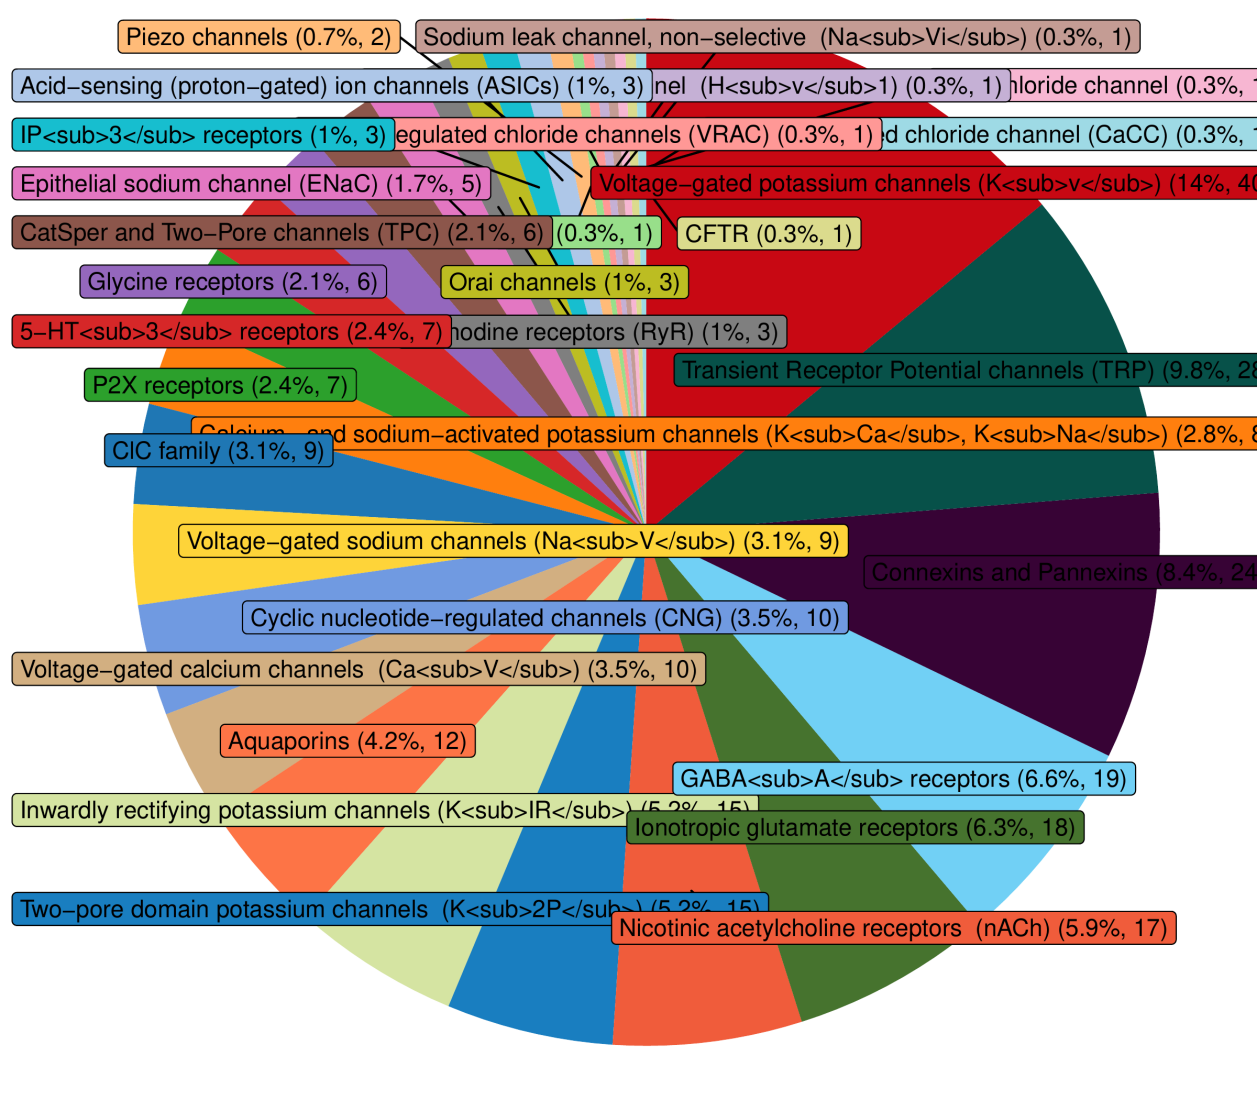 Piezo channels (0.7%, 2)
Sodium leak channel, non−selective  (Na<sub>Vi</sub>) (0.3%, 1)
Acid−sensing (proton−gated) ion channels (ASICs) (1%, 3)
(H<sub>v</sub>1) (0.3%, 1)
channel (0.3%,
IP<sub>3</sub> receptors (1%, 3)
chloride channels (VRAC) (0.3%, 1)
chloride channel (CaCC) (0.3%,
Epithelial sodium channel (ENaC) (1.7%, 5)
Voltage−gated potassium channels (K<sub>v</sub>) (14%, 40
CatSper and Two−Pore channels (TPC) (2.1%, 6)
(0.3%, 1)
CFTR (0.3%, 1)
Glycine receptors (2.1%, 6)
Orai channels (1%, 3)
5−HT<sub>3</sub> receptors (2.4%, 7)
receptors (RyR) (1%, 3)
Transient Receptor Potential channels (TRP) (9.8%, 28
P2X receptors (2.4%, 7)
Calcium− and sodium−activated potassium channels (K<sub>Ca</sub>, K<sub>Na</sub>) (2.8%, 8
ClC family (3.1%, 9)
Voltage−gated sodium channels (Na<sub>V</sub>) (3.1%, 9)
Connexins and Pannexins (8.4%, 24
Cyclic nucleotide−regulated channels (CNG) (3.5%, 10)
Voltage−gated calcium channels  (Ca<sub>V</sub>) (3.5%, 10)
Aquaporins (4.2%, 12)
GABA<sub>A</sub> receptors (6.6%, 19)
Inwardly rectifying potassium channels (K<sub>IR</sub>) (5.2%, 15)
Ionotropic glutamate receptors (6.3%, 18)
Two−pore domain potassium channels  (K<sub>2P</sub>) (5.2%, 15)
Nicotinic acetylcholine receptors  (nACh) (5.9%, 17)